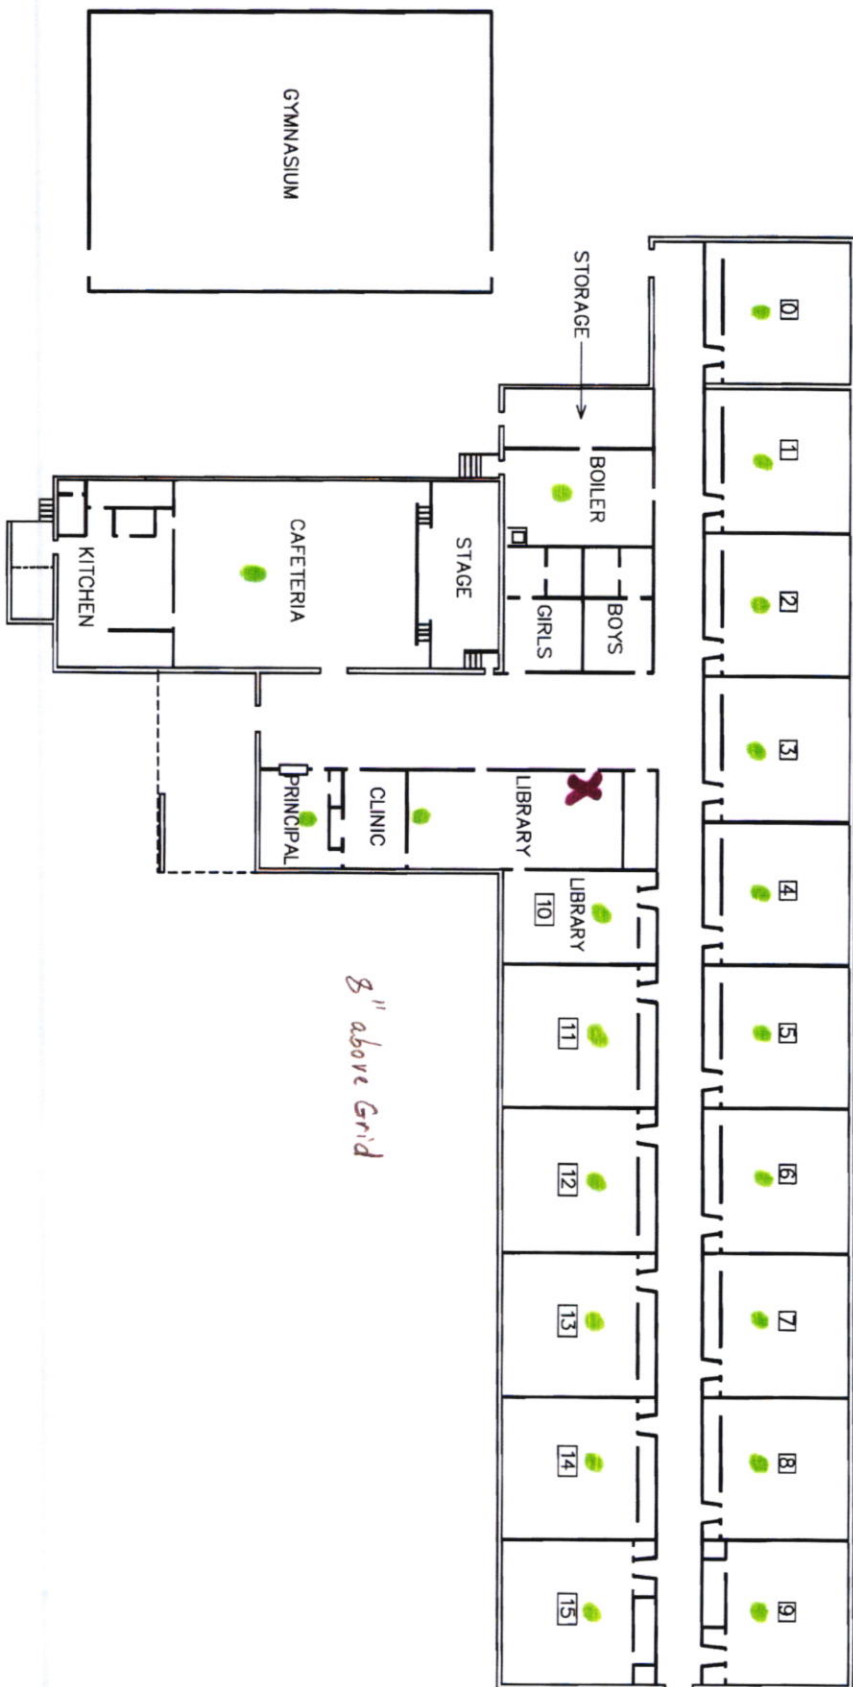 GYMNASIUM
STORAGE
BOILER
GIRLS
BOYS
STAGE
CAFETERIA
KITCHEN
PRINCIPAL
CLINIC
LIBRARY
LIBRARY
10
0
1
2
3
4
5
6
7
8
9
11
12
13
14
15
8" above Grid